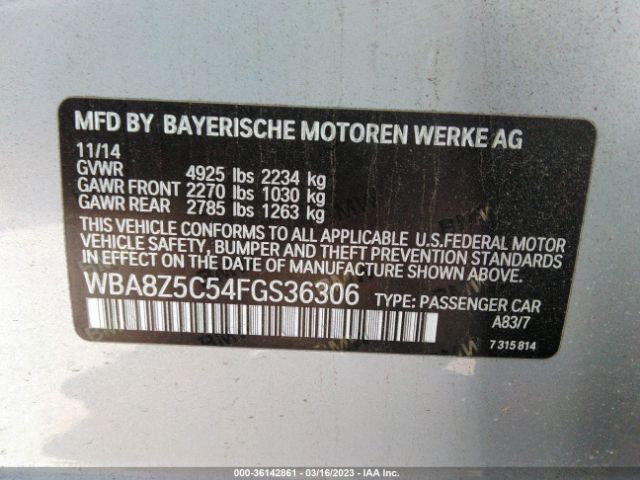 MFD BY BAYERISCHE MOTOREN WERKE AG
11/14
GVWR 4925 lbs 2234 kg
GAWR FRONT 2270 lbs 1030 kg
GAWR REAR 2785 lbs 1263 kg
THIS VEHICLE CONFORMS TO ALL APPLICABLE U.S.FEDERAL MOTOR
VEHICLE SAFETY, BUMPER AND THEFT PREVENTION STANDARDS
IN EFFECT ON THE DATE OF MANUFACTURE SHOWN ABOVE.
WBA8Z5C54FGS36306 TYPE: PASSENGER CAR
A83/7
7 315 814
000-36142861 - 03/16/2023 - IAA Inc.